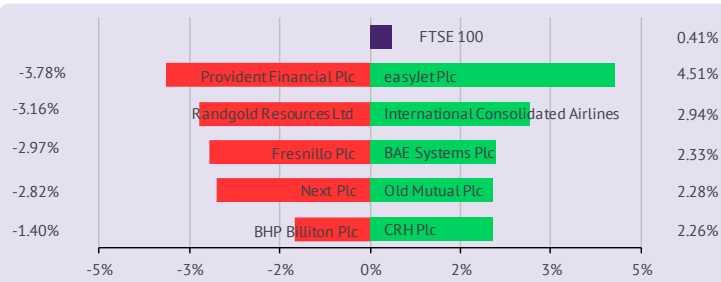 FTSE 100 0.41%
-3.78% Provident Financial Plc easyJet Plc 4.51%
-3.16% Randgold Resources Ltd International Consolidated Airlines 2.94%
-2.97% Fresnillo Plc BAE Systems Plc 2.33%
-2.82% Next Plc Old Mutual Plc 2.28%
-1.40% BHP Billiton Plc CRH Plc 2.26%
-5% -3% -2% 0% 2% 3% 5%